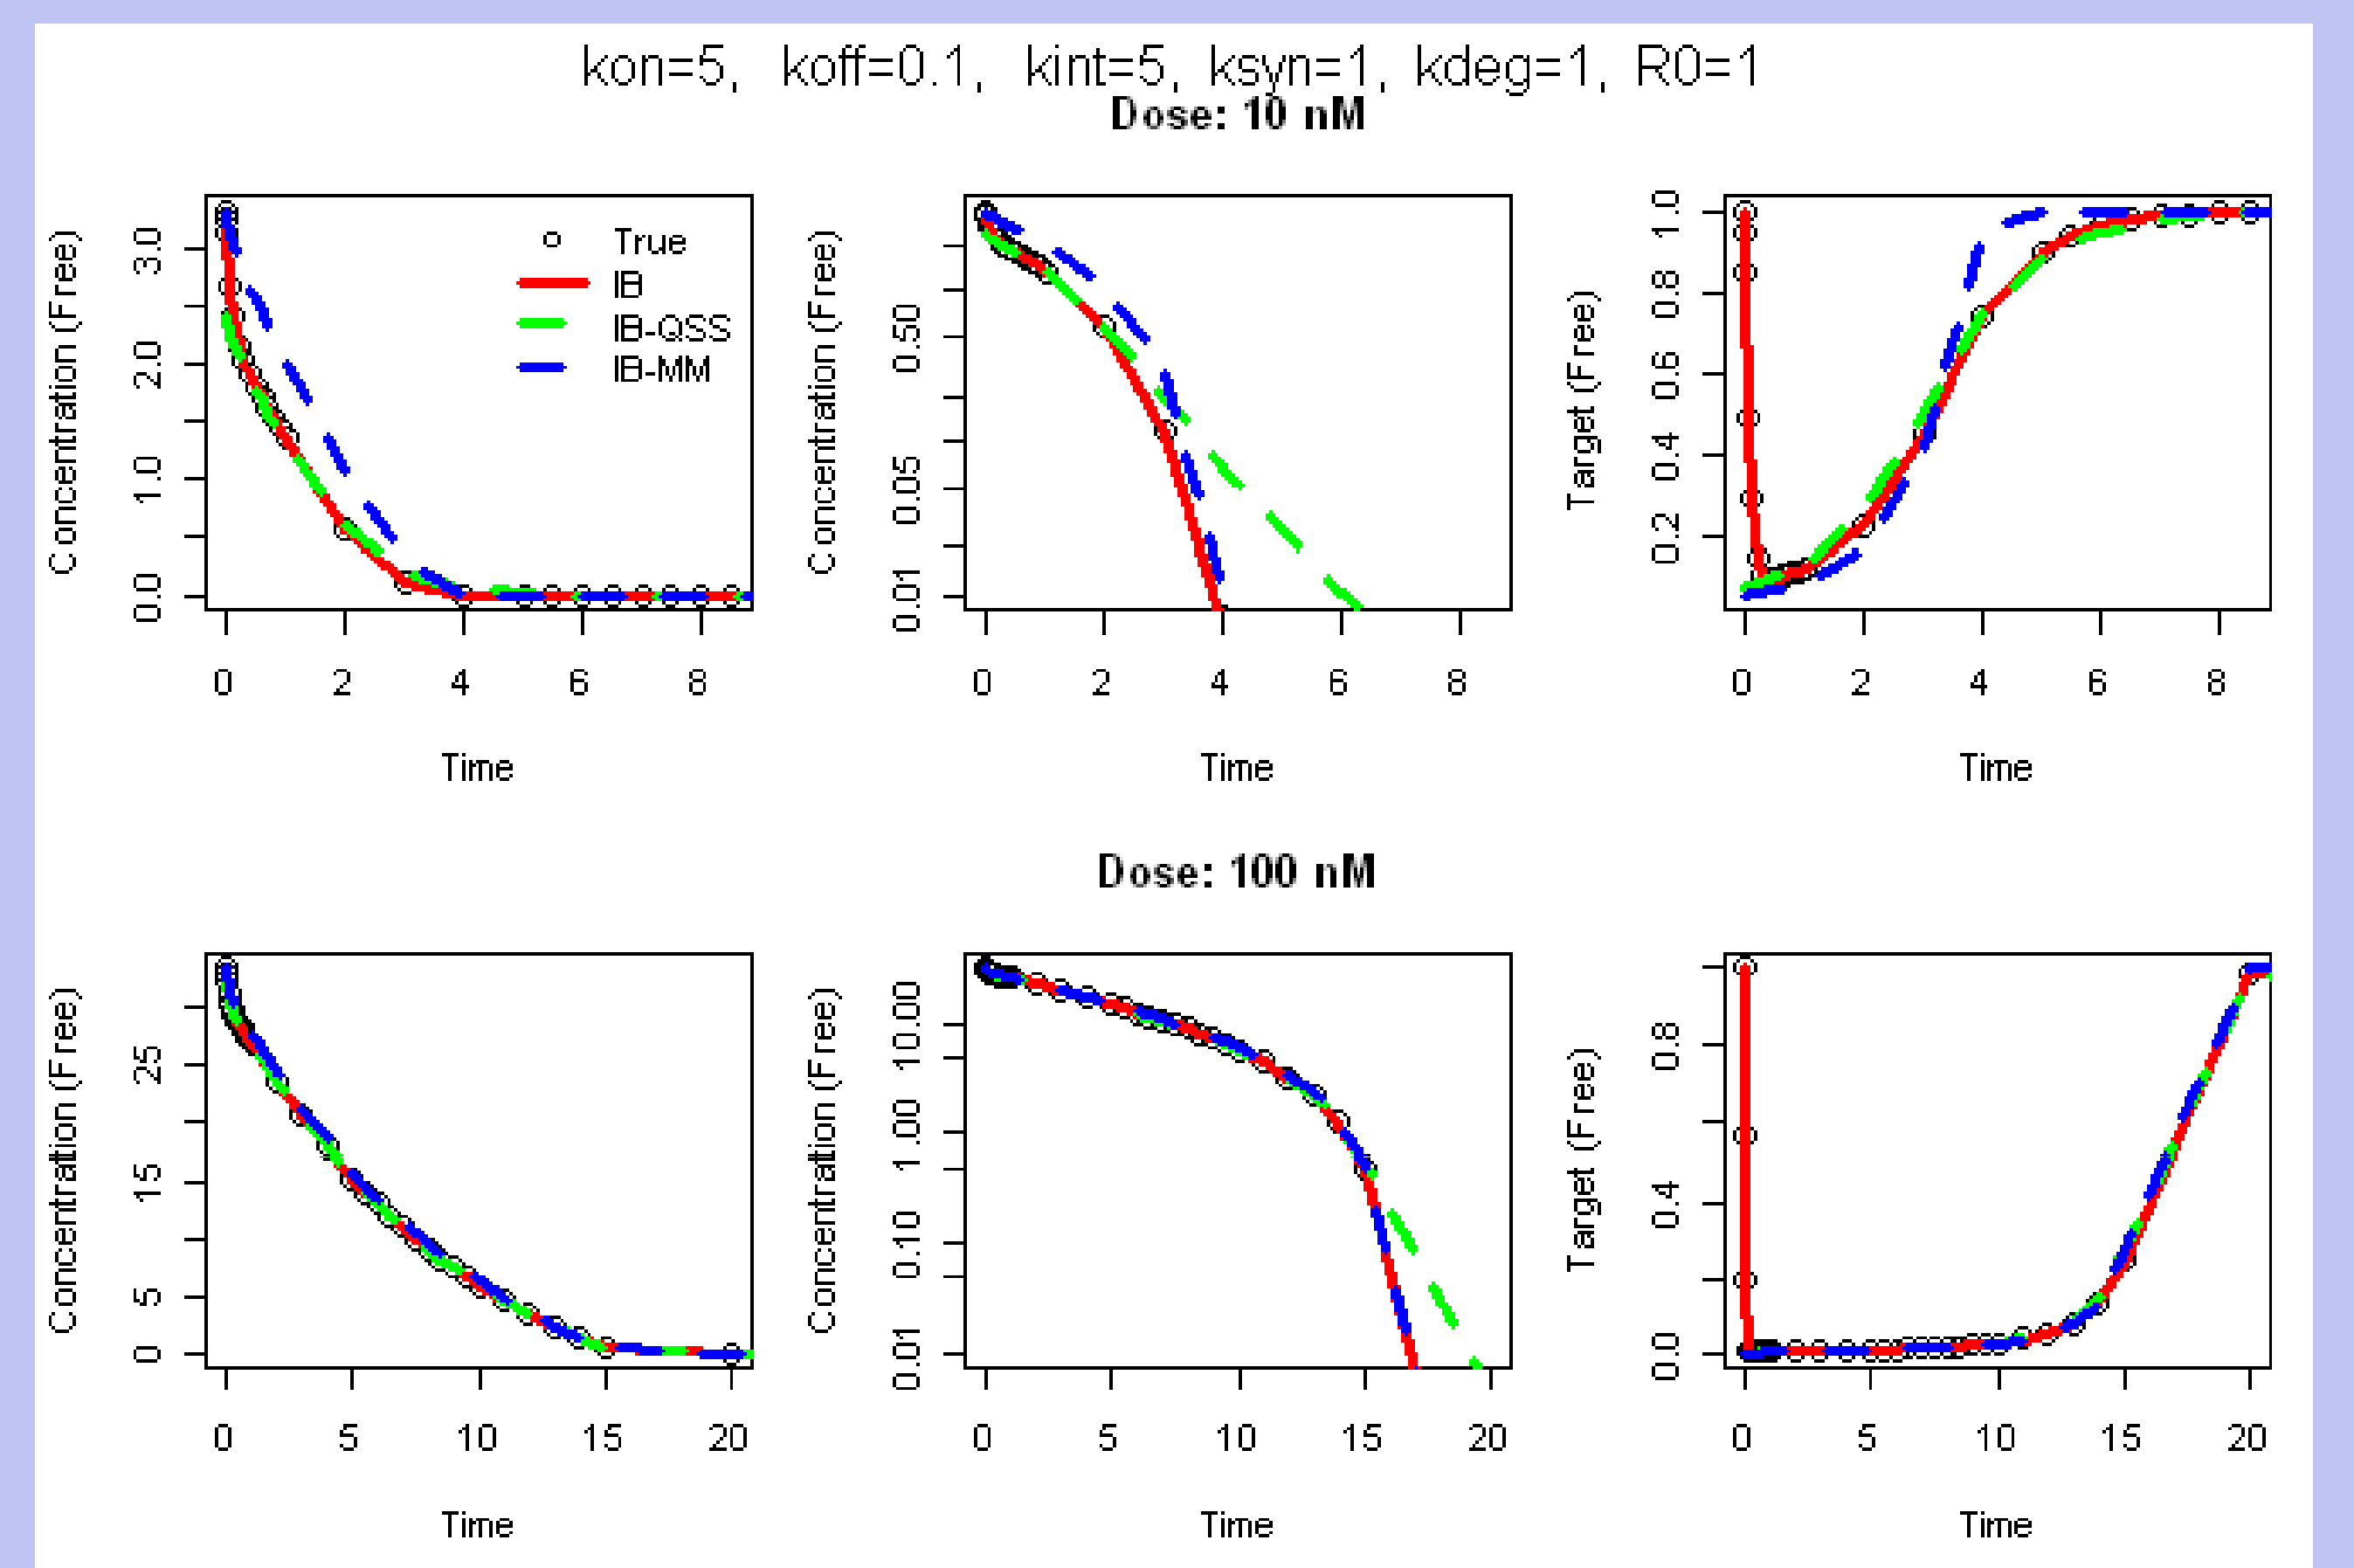 kon=5, koff=0.1, kint=5, ksyn=1, kdeg=1, R0=1
Dose: 10 nM
Concentration (Free)
0.0 1.0 2.0 3.0
True
IB
IB-QSS
IB-MM
0 2 4 6 8
Time
Concentration (Free)
0.01 0.05 0.50
0 2 4 6 8
Time
Target (Free)
0.2 0.4 0.6 0.8 1.0
0 2 4 6 8
Time
Dose: 100 nM
Concentration (Free)
0 5 15 25
0 5 10 15 20
Time
Concentration (Free)
0.01 0.10 1.00 10.00
0 5 10 15 20
Time
Target (Free)
0.0 0.4 0.8
0 5 10 15 20
Time